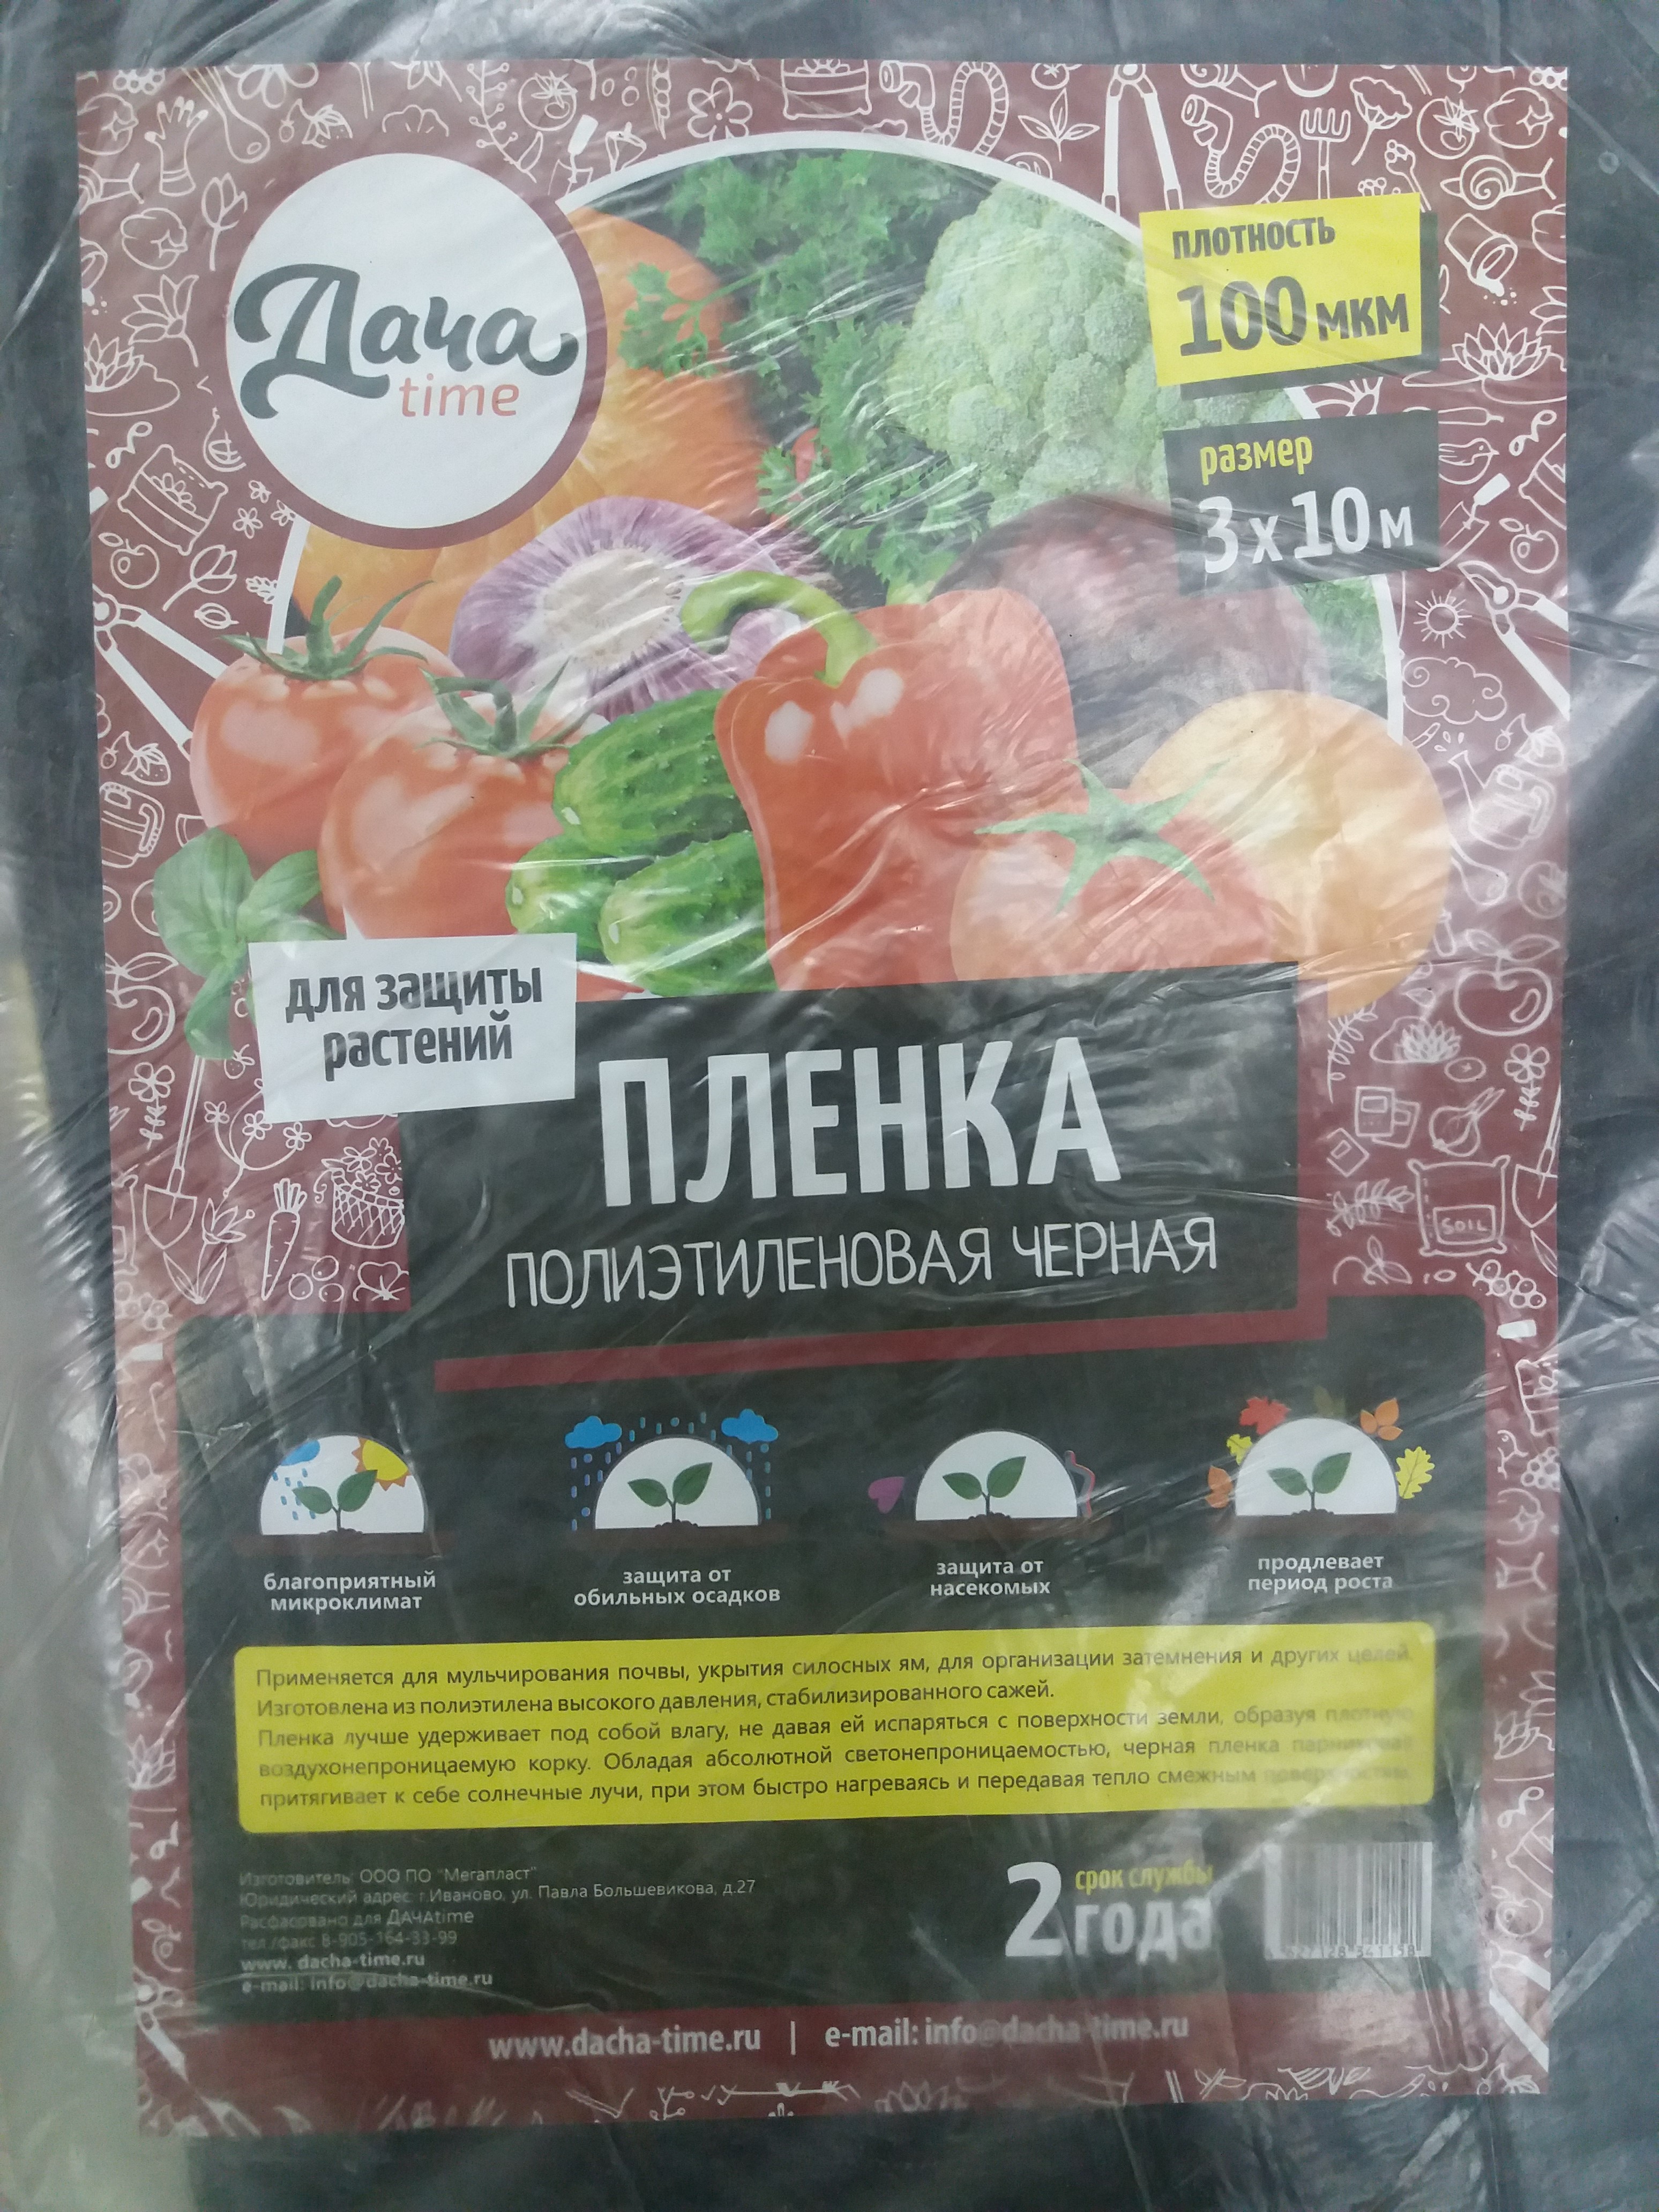 Дача
time
плотность
100 мкм
размер
3 х 10 м
для защиты
растений
ПЛЕНКА
ПОЛИЭТИЛЕНОВАЯ ЧЕРНАЯ
SOIL
благоприятный
микроклимат
защита от
обильных осадков
защита от
насекомых
продлевает
период роста
Применяется для мульчирования почвы, укрытия силосных ям, для организации затемнения и других целей.
Изготовлена из полиэтилена высокого давления, стабилизированного сажей.
Пленка лучше удерживает под собой влагу, не давая ей испаряться с поверхности земли, образуя плотную
воздухонепроницаемую корку. Обладая абсолютной светонепроницаемостью, черная пленка
притягивает к себе солнечные лучи, при этом быстро нагреваясь и передавая тепло смежным
Изготовитель: ООО ПО "Мегапласт"
Юридический адрес: г.Иваново, ул. Павла Большевикова, д.27
Расфасовано для ДАЧАtime
тел./факс 8-905-164-33-99
www. dacha-time.ru
e-mail: info@dacha-time.ru
2 года
срок службы
www.dacha-time.ru | e-mail: info@dacha-time.ru